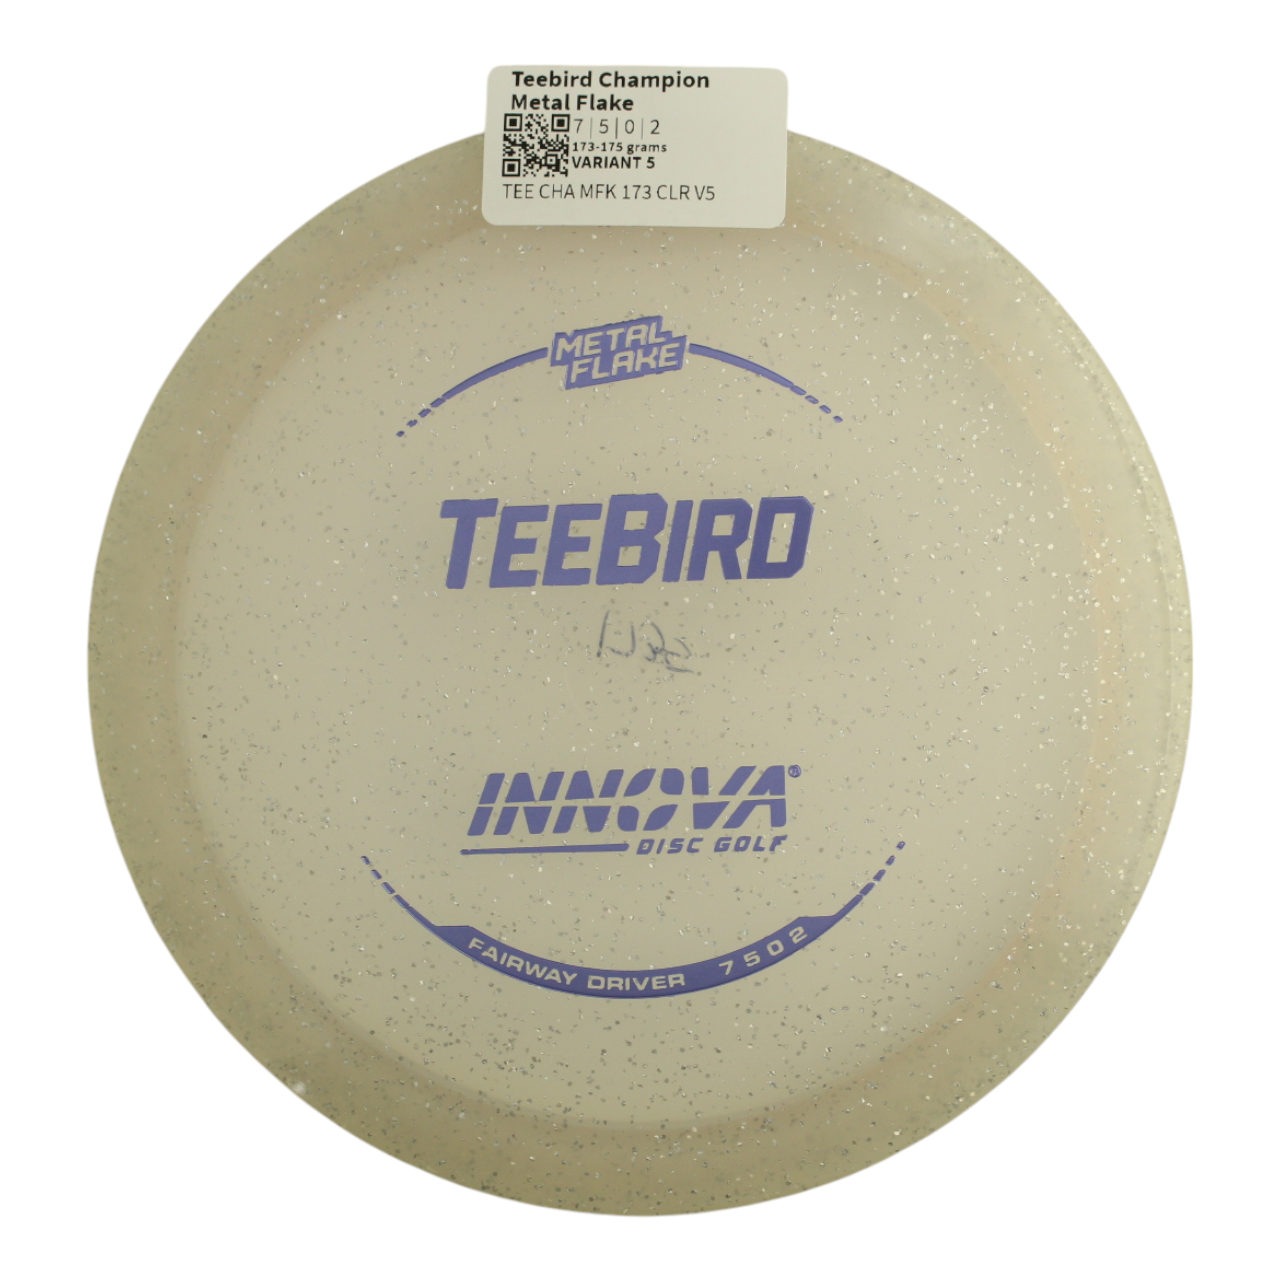 Teebird Champion
Metal Flake
7 | 5 | 0 | 2
173-175 grams
VARIANT 5
TEE CHA MFK 173 CLR V5
METAL
FLAKE
TEEBIRD
INNOVA®
DISC GOLF
FAIRWAY DRIVER 7 5 0 2